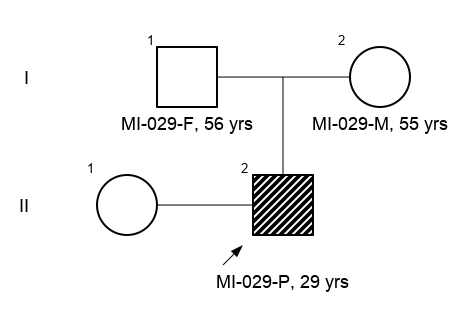 1
2
I
MI-029-F, 56 yrs
MI-029-M, 55 yrs
1
2
II
MI-029-P, 29 yrs